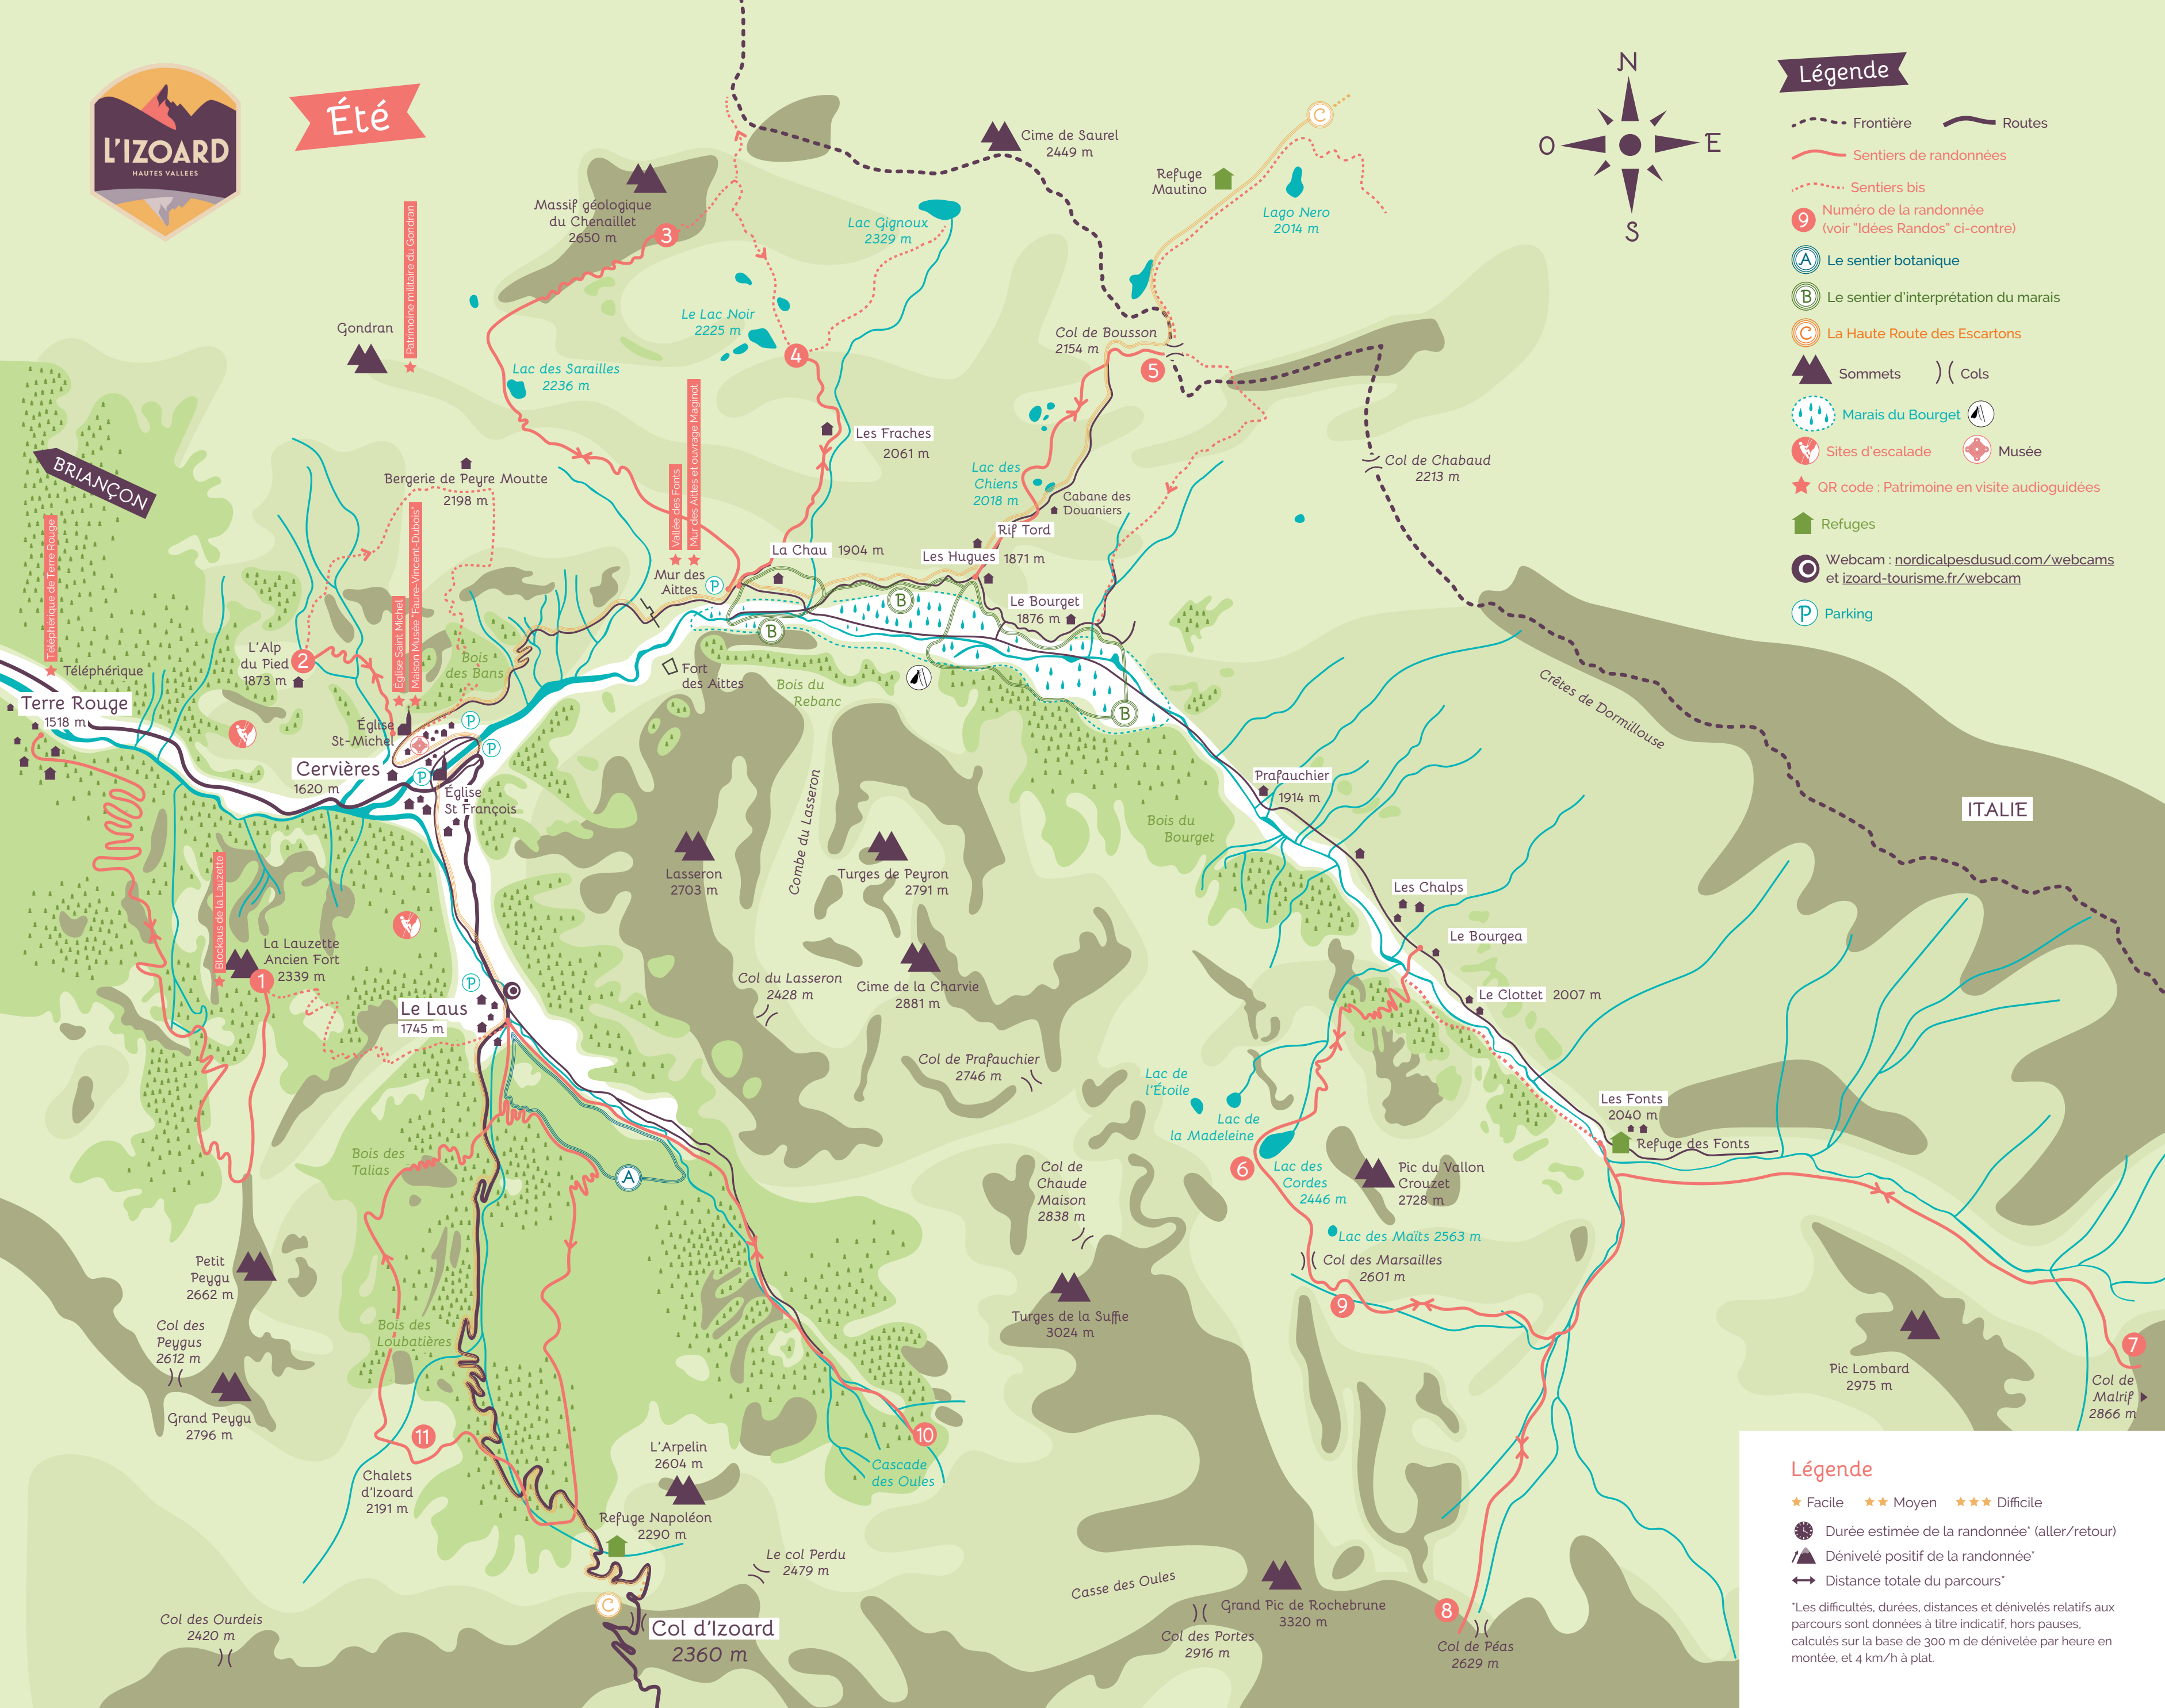 L'IZOARD
HAUTES VALLEES
Été
N
O
E
S
Légende
Frontière
Routes
Sentiers de randonnées
Sentiers bis
9
Numéro de la randonnée
(voir "Idées Randos" ci-contre)
A
Le sentier botanique
B
Le sentier d'interprétation du marais
C
La Haute Route des Escartons
Sommets
Cols
Marais du Bourget
Sites d'escalade
Musée
QR code : Patrimoine en visite audioguidées
Refuges
Webcam : nordicalpesdusud.com/webcams
et izoard-tourisme.fr/webcam
P
Parking
Cime de Saurel
2449 m
C
Refuge
Mautino
Lago Nero
2014 m
Massif géologique
du Chenaillet
2650 m
3
Lac Gignoux
2329 m
Patrimoine militaire du Gondran
Gondran
Le Lac Noir
2225 m
4
Col de Bousson
2154 m
5
Lac des Sarailles
2236 m
Les Fraches
2061 m
BRIANÇON
Bergerie de Peyre Moutte
2198 m
Vallée des Fonts
Mur des Aittes et ouvrage Maginot
Lac des
Chiens
2018 m
Cabane des
Douaniers
Col de Chabaud
2213 m
Rif Tord
La Chau 1904 m
Les Hugues
1871 m
Mur des
Aittes
P
Le Bourget
1876 m
B
B
B
Téléphérique de Terre Rouge
Téléphérique
Terre Rouge
1518 m
L'Alp
du Pied
1873 m
2
Église Saint Michel
Maison Musée "Faure-Vincent-Dubois"
Bois
des Bans
Fort
des Aittes
Bois du
Rebanc
Église
St-Michel
P
P
P
Cervières
1620 m
Église
St François
Crêtes de Dormillouse
Prafauchier
1914 m
ITALIE
Bois du
Bourget
Combe du Lasseron
Lasseron
2703 m
Turges de Peyron
2791 m
Les Chalps
Le Bourgea
Blockaus de la Lauzette
La Lauzette
Ancien Fort
2339 m
1
P
Col du Lasseron
2428 m
Cime de la Charvie
2881 m
Le Clottet 2007 m
Le Laus
1745 m
Col de Prafauchier
2746 m
Lac de
l'Étoile
Lac de
la Madeleine
Les Fonts
2040 m
Refuge des Fonts
Bois des
Talias
A
6
Lac des
Cordes
2446 m
Col de
Chaude
Maison
2838 m
Pic du Vallon
Crouzet
2728 m
Lac des Maïts 2563 m
Petit
Peygu
2662 m
Col des Marsailles
2601 m
9
Turges de la Suffie
3024 m
Col des
Peygus
2612 m
Bois des
Loubatières
7
Pic Lombard
2975 m
Col de
Malrif
2866 m
Grand Peygu
2796 m
11
10
Cascade
des Oules
L'Arpelin
2604 m
Chalets
d'Izoard
2191 m
Refuge Napoléon
2290 m
Le col Perdu
2479 m
Casse des Oules
C
Col des Ourdeis
2420 m
Col d'Izoard
2360 m
Grand Pic de Rochebrune
3320 m
Col des Portes
2916 m
8
Col de Péas
2629 m
Légende
Facile
Moyen
Difficile
Durée estimée de la randonnée* (aller/retour)
Dénivelé positif de la randonnée*
Distance totale du parcours*
*Les difficultés, durées, distances et dénivelés relatifs aux
parcours sont données à titre indicatif, hors pauses,
calculés sur la base de 300 m de dénivelée par heure en
montée, et 4 km/h à plat.